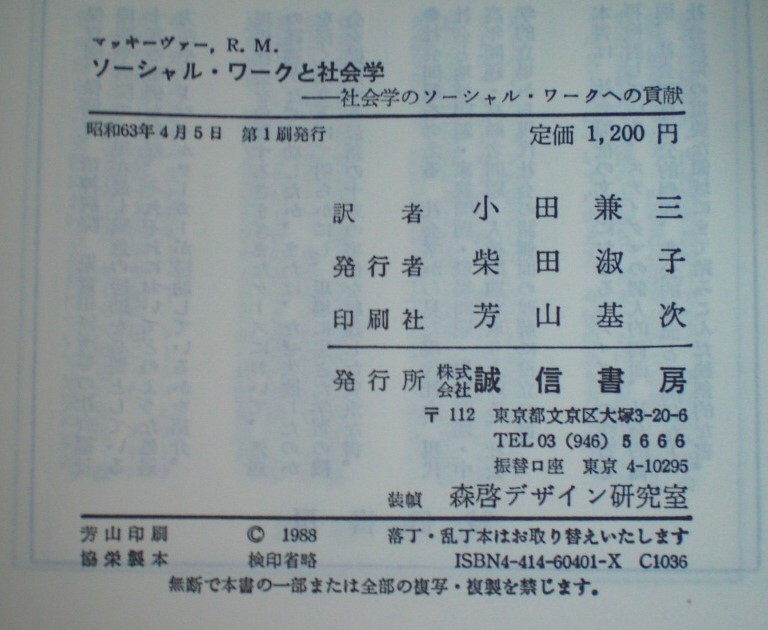 マッキーヴァー, R. M.
ソーシャル・ワークと社会学
――社会学のソーシャル・ワークへの貢献
昭和63年4月5日 第1刷発行 定価 1,200 円
訳者 小田兼三
発行者 柴田淑子
印刷社 芳山基次
発行所 株式会社 誠信書房
〒112 東京都文京区大塚3-20-6
TEL 03 (946) 5666
振替口座 東京 4-10295
装幀 森啓デザイン研究室
芳山印刷 © 1988 落丁・乱丁本はお取り替えいたします
協栄製本 検印省略 ISBN4-414-60401-X C1036
無断で本書の一部または全部の複写・複製を禁じます。